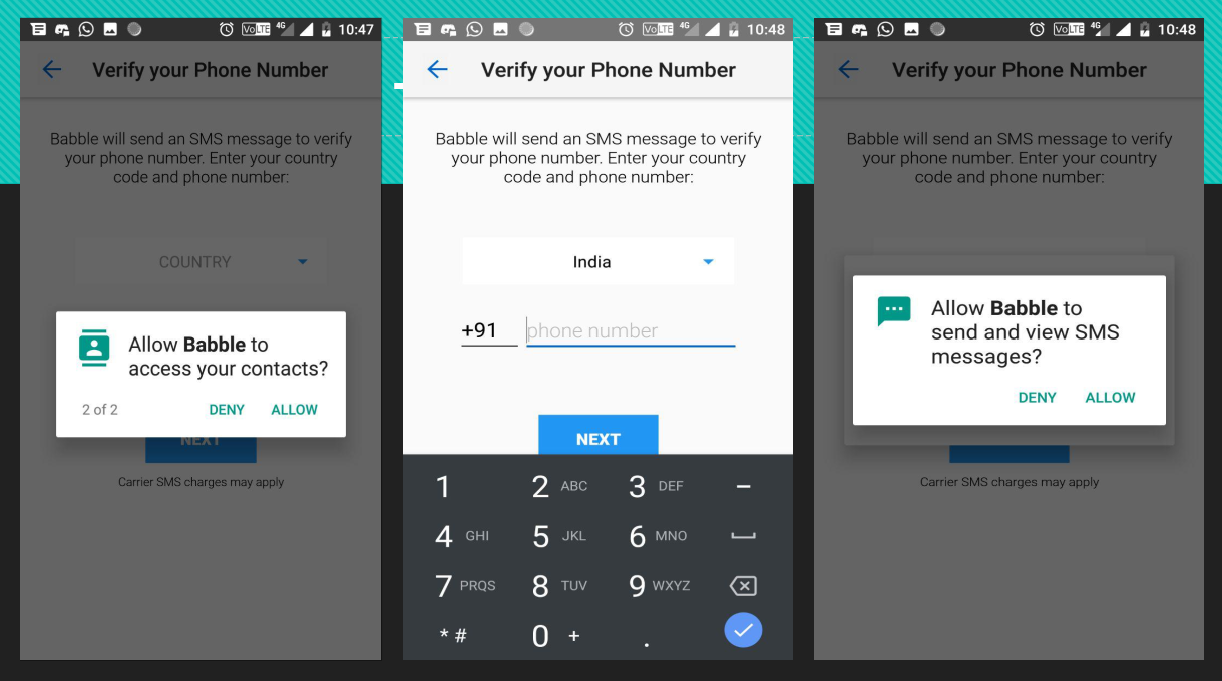 10:47
Verify your Phone Number
Babble will send an SMS message to verify
your phone number. Enter your country
code and phone number:
COUNTRY
Allow Babble to
access your contacts?
2 of 2 DENY ALLOW
NEXT
Carrier SMS charges may apply
VoLTE 4G 10:48
Verify your Phone Number
Babble will send an SMS message to verify
your phone number. Enter your country
code and phone number:
India
+91 phone number
NEXT
1 2 ABC 3 DEF –
4 GHI 5 JKL 6 MNO
7 PRQS 8 TUV 9 WXYZ
* # 0 + .
VoLTE 4G 10:48
Verify your Phone Number
Babble will send an SMS message to verify
your phone number. Enter your country
code and phone number:
Allow Babble to
send and view SMS
messages?
DENY ALLOW
Carrier SMS charges may apply